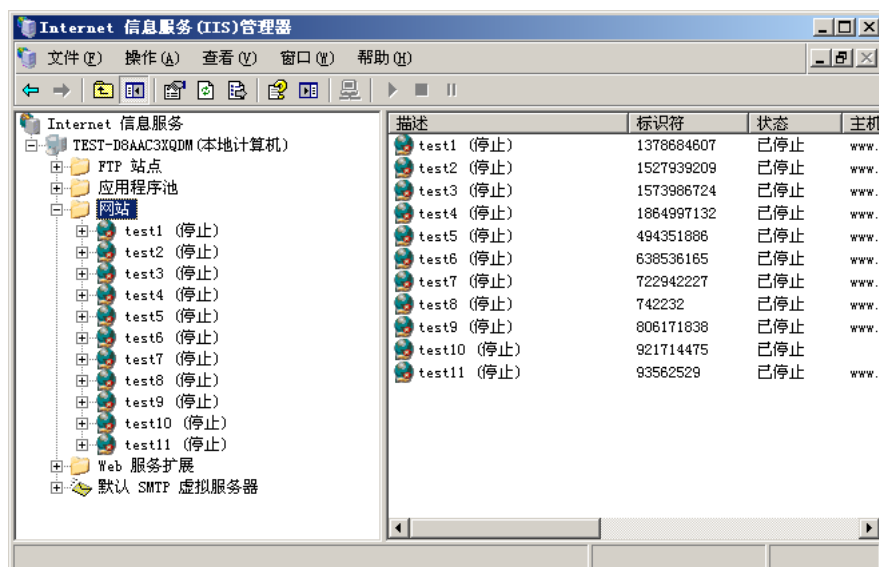 Internet 信息服务(IIS)管理器
文件(F) 操作(A) 查看(V) 窗口(W) 帮助(H)
Internet 信息服务
TEST-D8AAC3XQDM(本地计算机)
FTP 站点
应用程序池
网站
test1 (停止)
test2 (停止)
test3 (停止)
test4 (停止)
test5 (停止)
test6 (停止)
test7 (停止)
test8 (停止)
test9 (停止)
test10 (停止)
test11 (停止)
Web 服务扩展
默认 SMTP 虚拟服务器
描述 标识符 状态 主机
test1 (停止) 1378684607 已停止 www.
test2 (停止) 1527939209 已停止 www.
test3 (停止) 1573986724 已停止 www.
test4 (停止) 1864997132 已停止 www.
test5 (停止) 494351886 已停止 www.
test6 (停止) 638536165 已停止 www.
test7 (停止) 722942227 已停止 www.
test8 (停止) 742232 已停止 www.
test9 (停止) 806171838 已停止 www.
test10 (停止) 921714475 已停止
test11 (停止) 93562529 已停止 www.